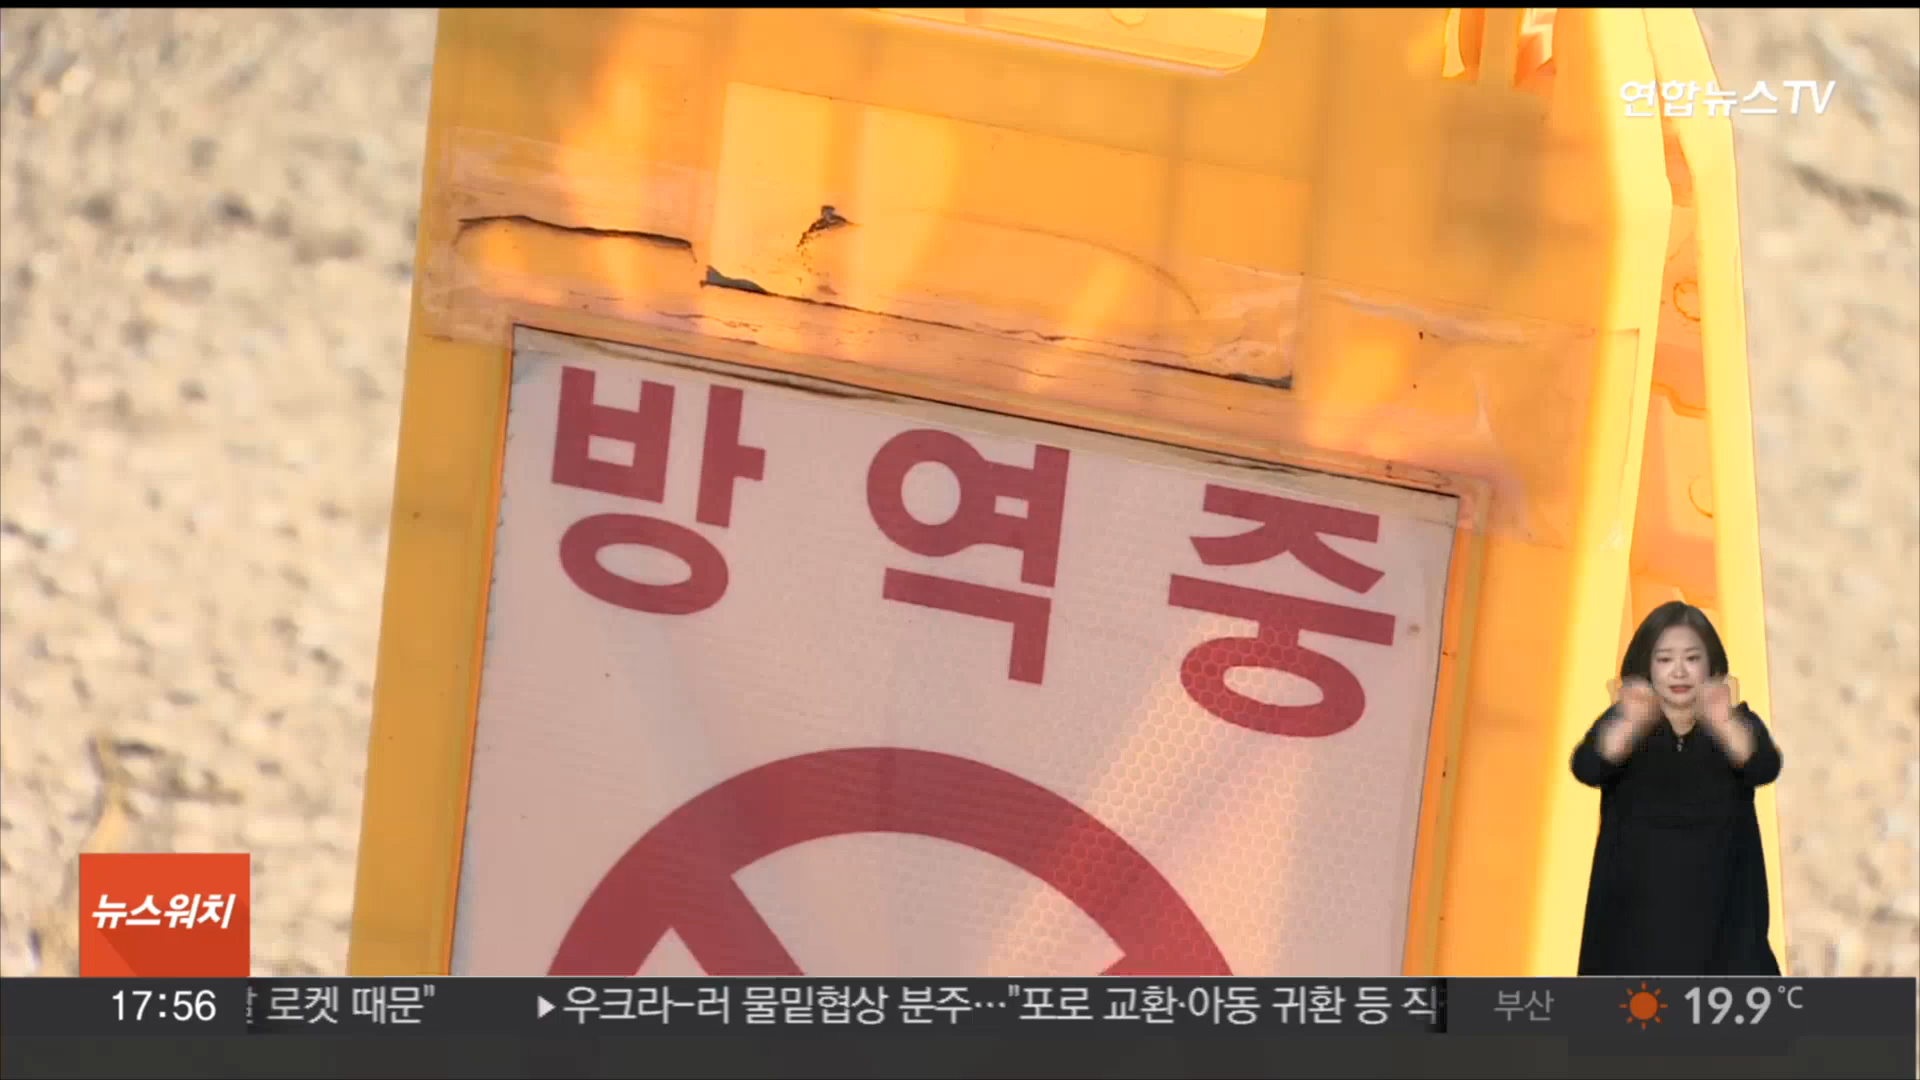 연합뉴스TV
방역중
뉴스워치
17:56 로켓 때문" ▶우크라-러 물밑협상 분주…"포로 교환·아동 귀환 등 직 부산 19.9℃